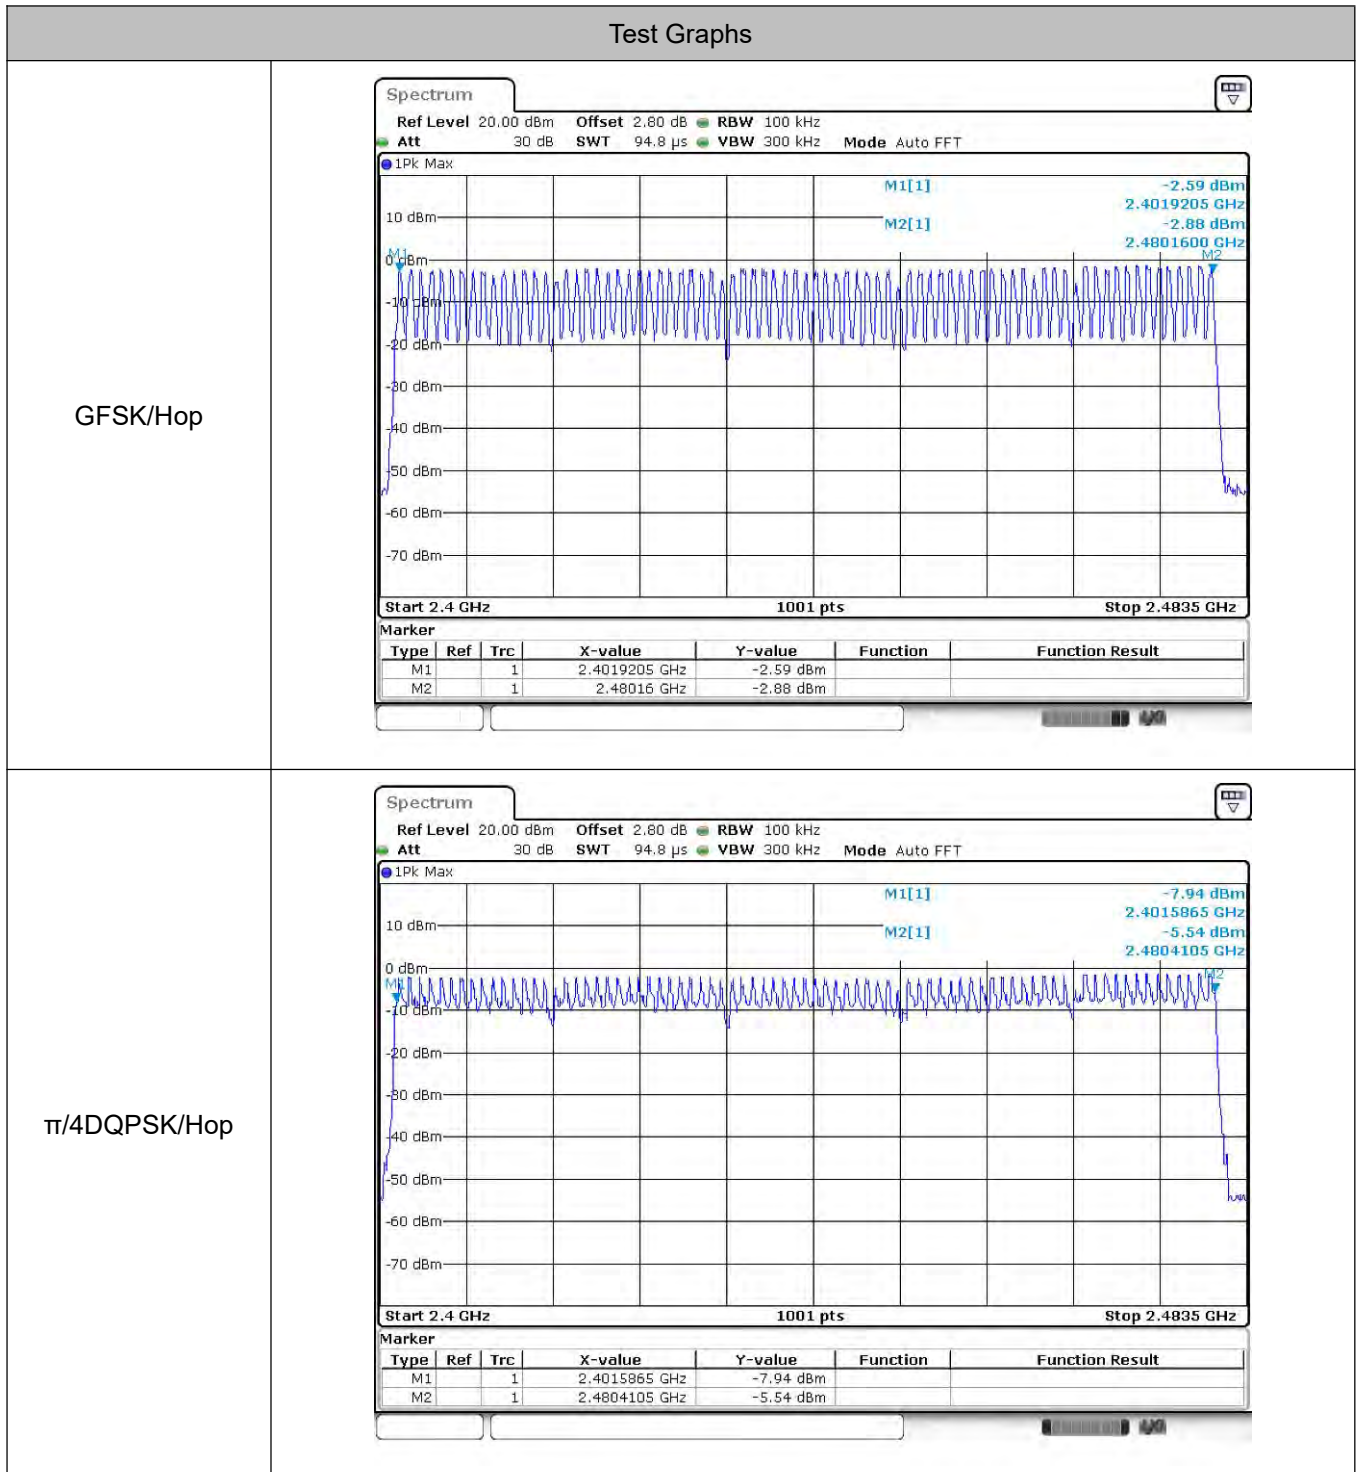 Test Graphs
GFSK/Hop
Spectrum
Ref Level 20.00 dBm Offset 2.80 dB RBW 100 kHz
Att 30 dB SWT 94.8 µs VBW 300 kHz Mode Auto FFT
1Pk Max
M1[1] -2.59 dBm
2.4019205 GHz
10 dBm
M2[1] -2.88 dBm
2.4801600 GHz
M1 M2
0 dBm
-10 dBm
-20 dBm
-30 dBm
-40 dBm
-50 dBm
-60 dBm
-70 dBm
Start 2.4 GHz 1001 pts Stop 2.4835 GHz
Marker
Type Ref Trc X-value Y-value Function Function Result
M1 1 2.4019205 GHz -2.59 dBm
M2 1 2.48016 GHz -2.88 dBm
π/4DQPSK/Hop
Spectrum
Ref Level 20.00 dBm Offset 2.80 dB RBW 100 kHz
Att 30 dB SWT 94.8 µs VBW 300 kHz Mode Auto FFT
1Pk Max
M1[1] -7.94 dBm
2.4015865 GHz
10 dBm
M2[1] -5.54 dBm
2.4804105 GHz
0 dBm
M1 M2
-10 dBm
-20 dBm
-30 dBm
-40 dBm
-50 dBm
-60 dBm
-70 dBm
Start 2.4 GHz 1001 pts Stop 2.4835 GHz
Marker
Type Ref Trc X-value Y-value Function Function Result
M1 1 2.4015865 GHz -7.94 dBm
M2 1 2.4804105 GHz -5.54 dBm